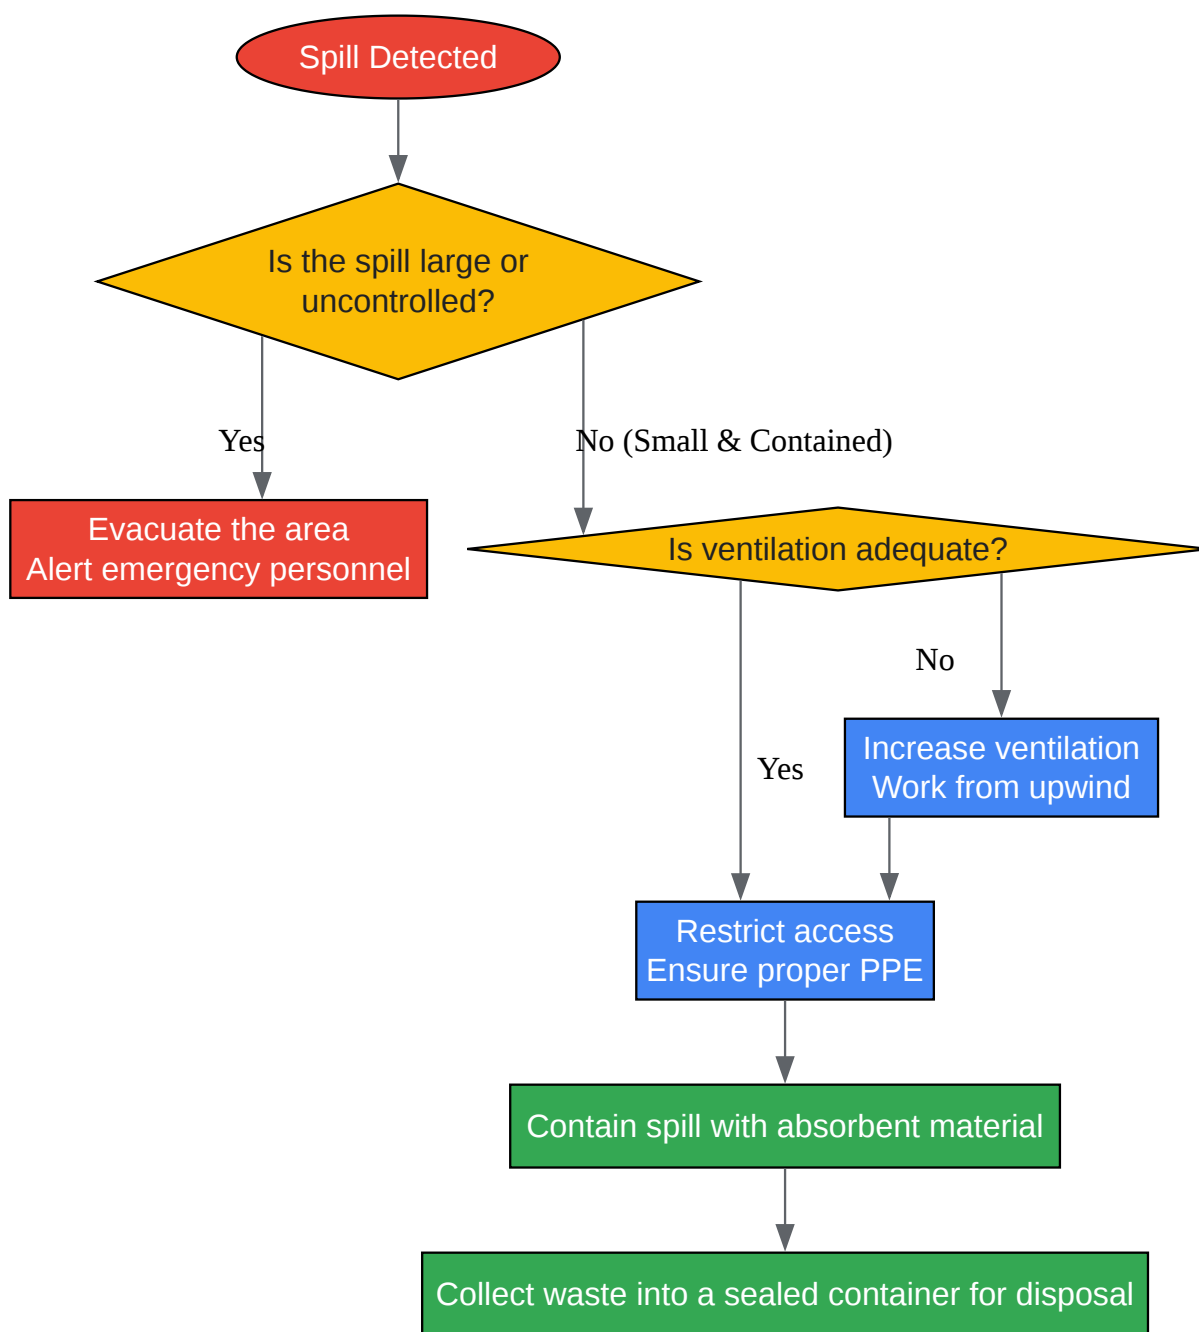 Spill Detected
Is the spill large or
uncontrolled?
Yes
No (Small & Contained)
Evacuate the area
Alert emergency personnel
Is ventilation adequate?
No
Yes
Increase ventilation
Work from upwind
Restrict access
Ensure proper PPE
Contain spill with absorbent material
Collect waste into a sealed container for disposal